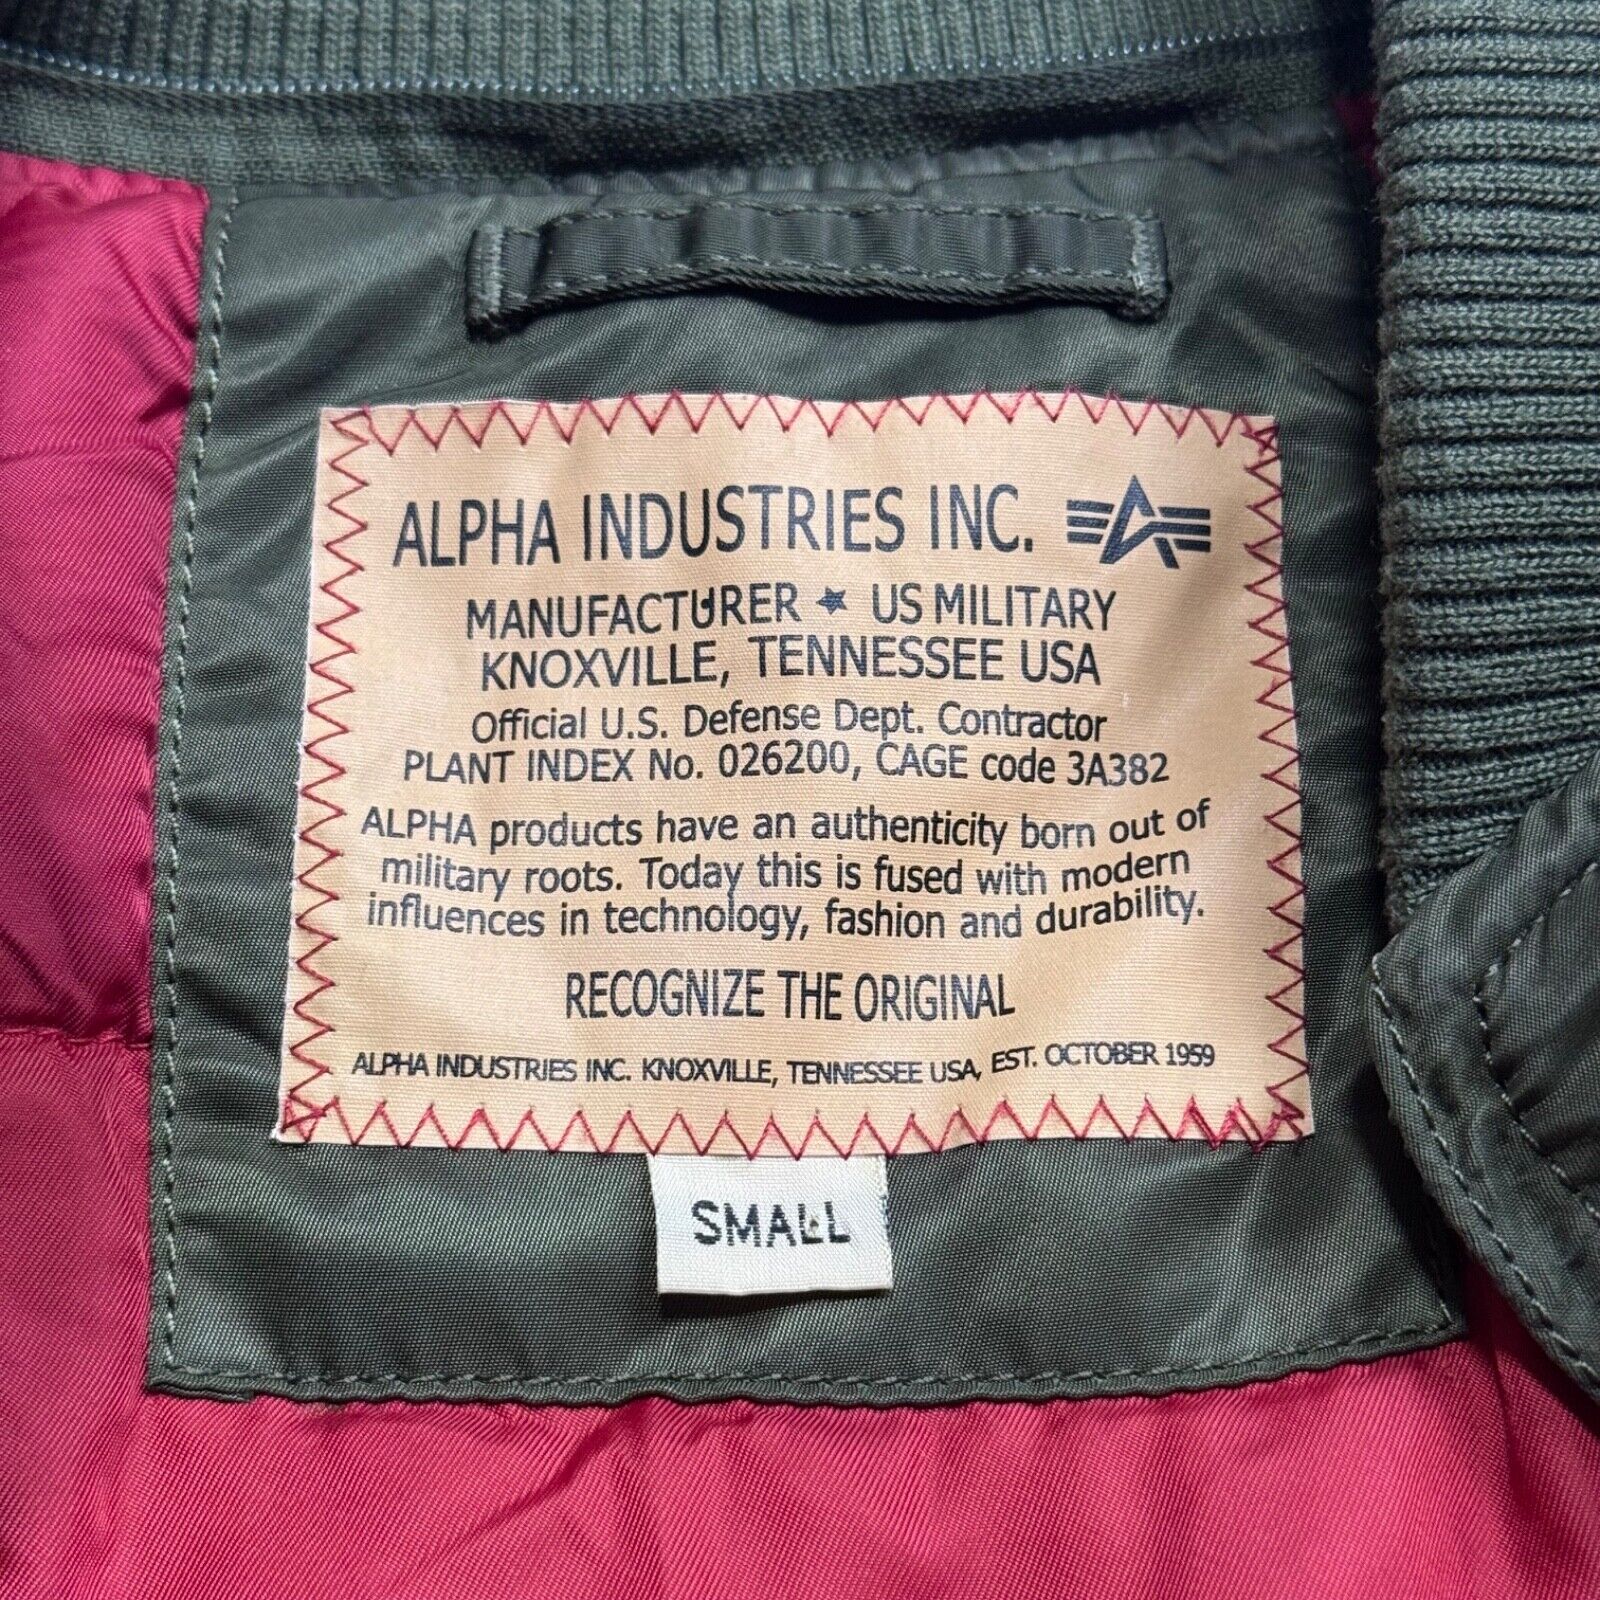 ALPHA INDUSTRIES INC.
MANUFACTURER ★ US MILITARY
KNOXVILLE, TENNESSEE USA
Official U.S. Defense Dept. Contractor
PLANT INDEX No. 026200, CAGE code 3A382
ALPHA products have an authenticity born out of
military roots. Today this is fused with modern
influences in technology, fashion and durability.
RECOGNIZE THE ORIGINAL
ALPHA INDUSTRIES INC. KNOXVILLE, TENNESSEE USA, EST. OCTOBER 1959
SMALL